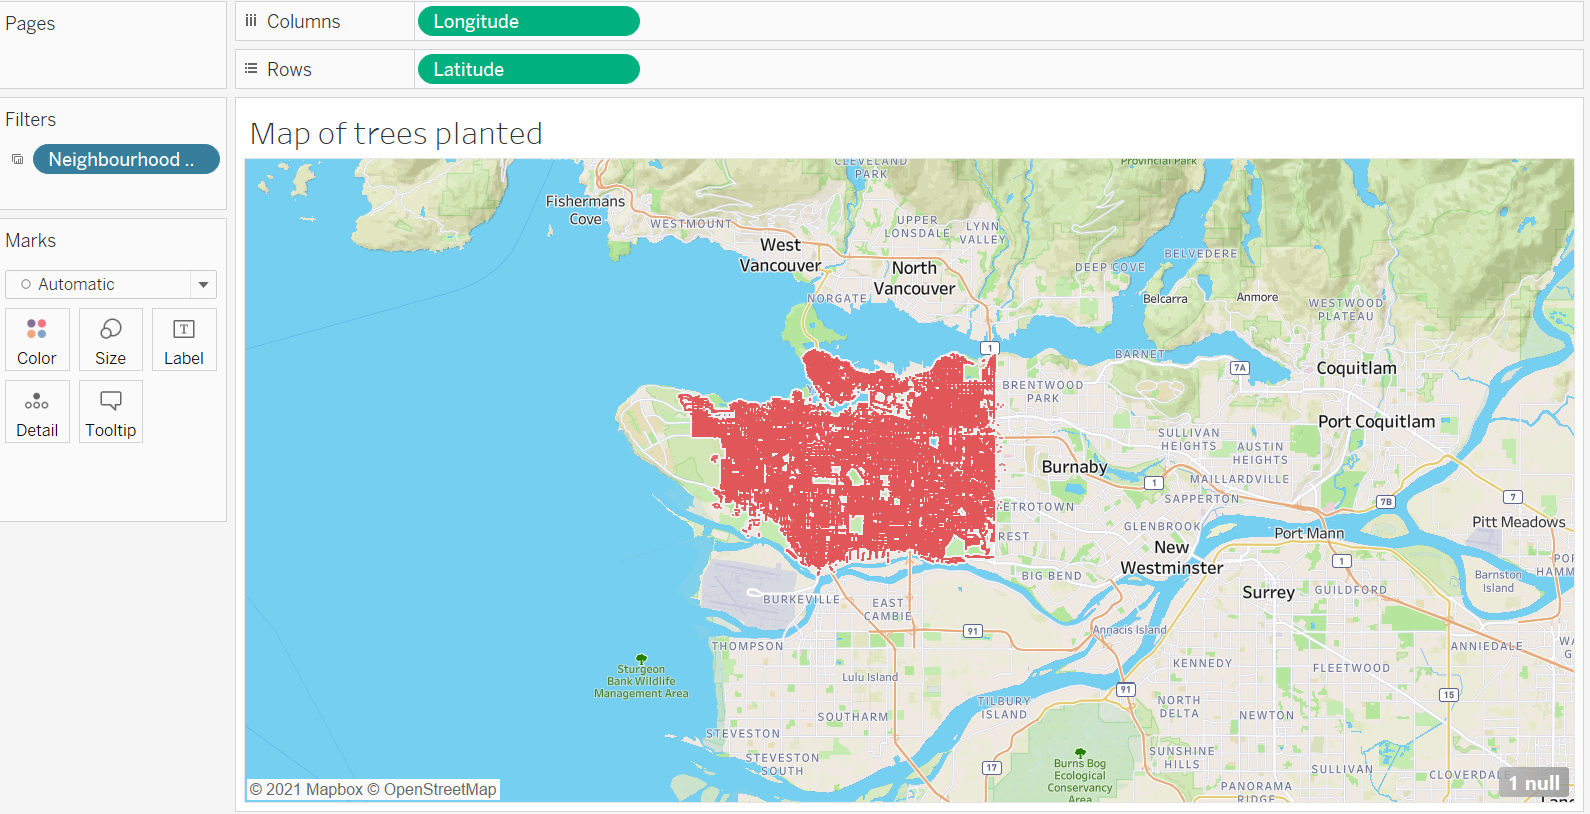 Pages
Columns
Longitude
Rows
Latitude
Filters
Neighbourhood ..
Marks
Automatic
Color
Size
Label
Detail
Tooltip
Map of trees planted
CLEVELAND
PARK
Provincial Park
Fishermans
Cove
WESTMOUNT
UPPER
LONSDALE
LYNN
VALLEY
West
Vancouver
North
Vancouver
DEEP COVE
BELVEDERE
NORGATE
Belcarra
Anmore
WESTWOOD
PLATEAU
1
BARNET
7A
Coquitlam
BRENTWOOD
PARK
Port Coquitlam
SULLIVAN
HEIGHTS
AUSTIN
HEIGHTS
Burnaby
1
MAILLARDVILLE
SAPPERTON
7B
7
ETROTOWN
GLENBROOK
Pitt Meadows
REST
Port Mann
New
Westminster
1
BIG BEND
Barnston
Island
Surrey
GUILDFORD
BURKEVILLE
EAST
CAMBIE
91
Annacis Island
THOMPSON
ANNIEDALE
KENNEDY
FLEETWOOD
Sturgeon
Bank Wildlife
Management Area
Lulu Island
91
15
TILBURY
ISLAND
NORTH
DELTA
NEWTON
SOUTHARM
STEVESTON
STEVESTON
SOUTH
17
Burns Bog
Ecological
Conservancy
Area
SUNSHINE
HILLS
SULLIVAN
CLOVERDAL
PANORAMA
RIDGE
1 null
© 2021 Mapbox © OpenStreetMap